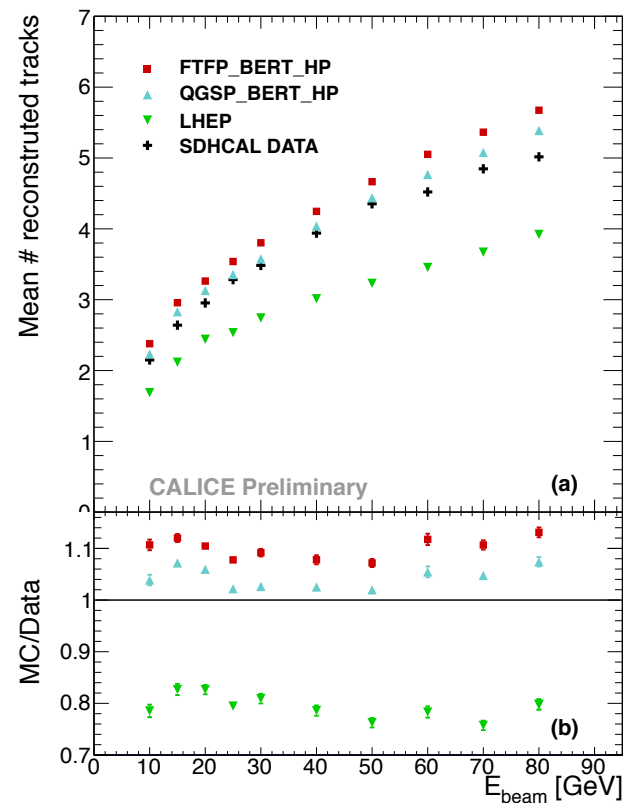 7
6
5
4
3
2
1
0
Mean # reconstruted tracks
FTFP_BERT_HP
QGSP_BERT_HP
LHEP
SDHCAL DATA
CALICE Preliminary
(a)
1.1
1
0.9
0.8
0.7
MC/Data
(b)
0 10 20 30 40 50 60 70 80 90
E_beam [GeV]